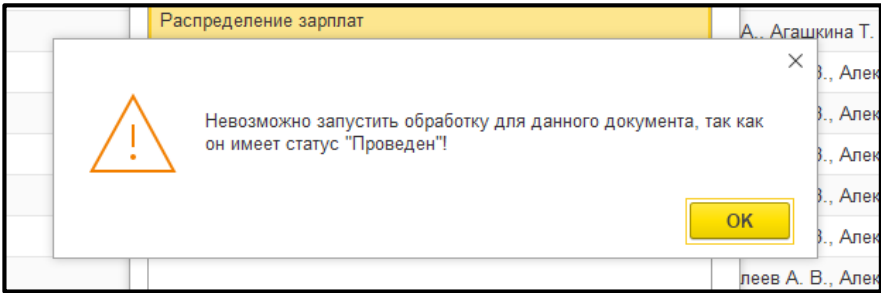 Распределение зарплат
А., Агашкина Т.
В., Алек
Невозможно запустить обработку для данного документа, так как
он имеет статус "Проведен"!
В., Алек
В., Алек
В., Алек
OK
В., Алек
леев А. В., Алек